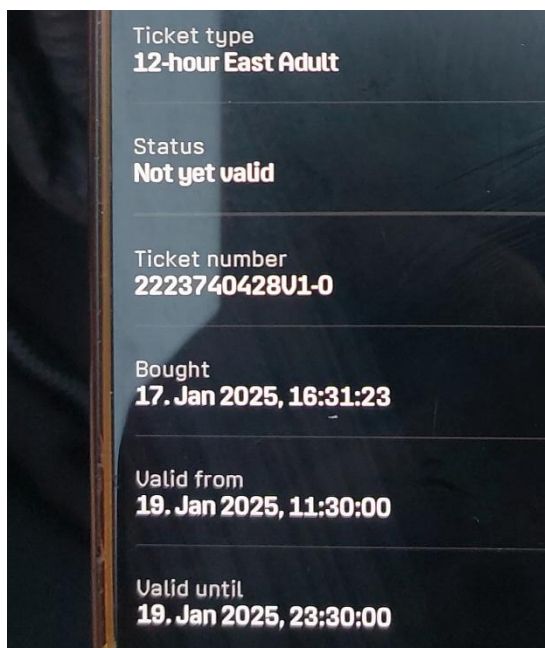 Ticket type
12-hour East Adult
Status
Not yet valid
Ticket number
2223740428V1-0
Bought
17. Jan 2025, 16:31:23
Valid from
19. Jan 2025, 11:30:00
Valid until
19. Jan 2025, 23:30:00